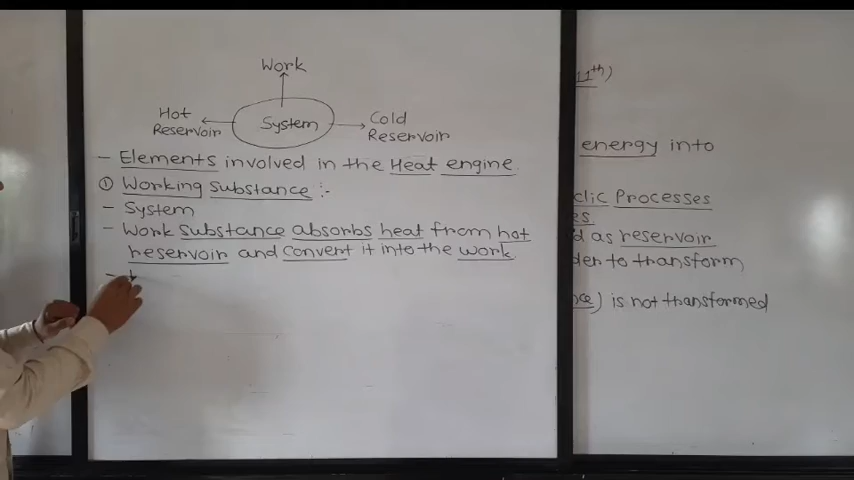 Work
Hot
Reservoir
System
Cold
Reservoir
- Elements involved in the Heat engine
① Working substance :-
- System
- Work substance absorbs heat from hot
reservoir and convert it into the work.
-
11th)
energy into
clic Processes
es.
d as reservoir
der to transform
ce) is not transformed